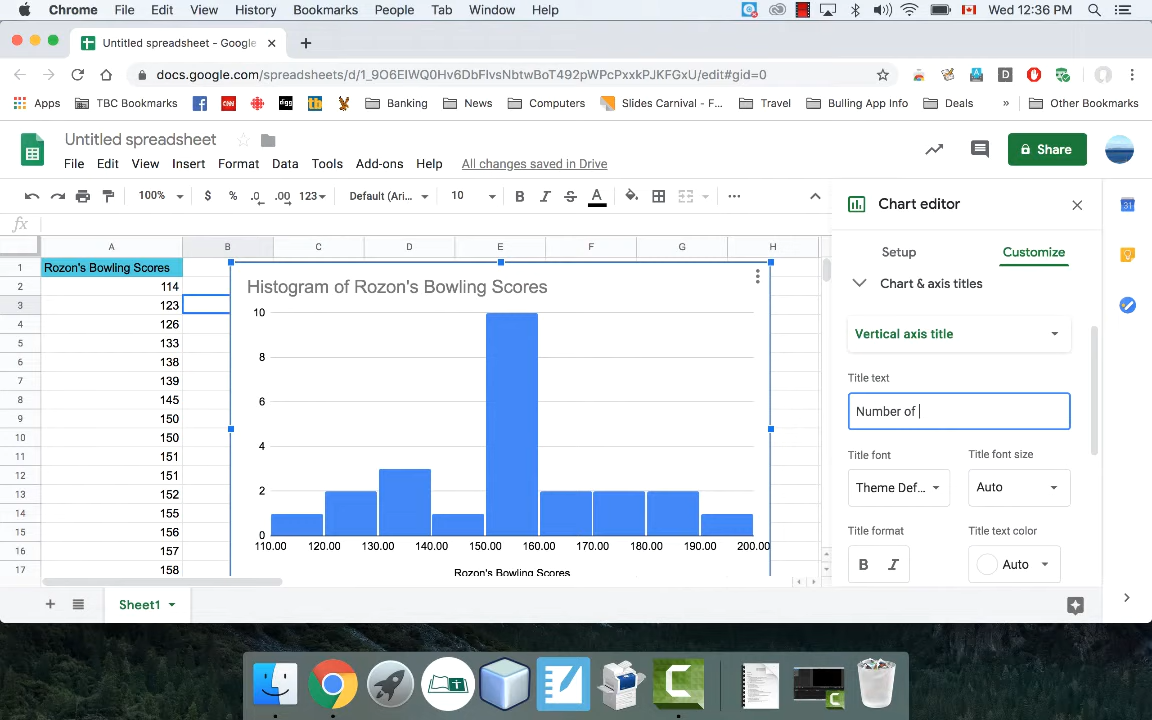 Chrome File Edit View History Bookmarks People Tab Window Help Wed 12:36 PM
Untitled spreadsheet - Google
docs.google.com/spreadsheets/d/1_9O6EIWQ0Hv6DbFIvsNbtwBoT492pWPcPxxkPJKFGxU/edit#gid=0
Apps TBC Bookmarks CNN digg tb Banking News Computers Slides Carnival - F... Travel Bulling App Info Deals » Other Bookmarks
Untitled spreadsheet
File Edit View Insert Format Data Tools Add-ons Help All changes saved in Drive
Share
100% $ % .0 .00 123 Default (Ari... 10 B I S A
fx
Chart editor
Setup Customize
Chart & axis titles
Vertical axis title
Title text
Number of
Title font Title font size
Theme Def... Auto
Title format Title text color
B I Auto
A B C D E F G H
1 Rozon's Bowling Scores
2 114
3 123
4 126
5 133
6 138
7 139
8 145
9 150
10 150
11 151
12 151
13 152
14 155
15 156
16 157
17 158
Histogram of Rozon's Bowling Scores
10
8
6
4
2
0
110.00 120.00 130.00 140.00 150.00 160.00 170.00 180.00 190.00 200.00
Rozon's Bowling Scores
Sheet1
31